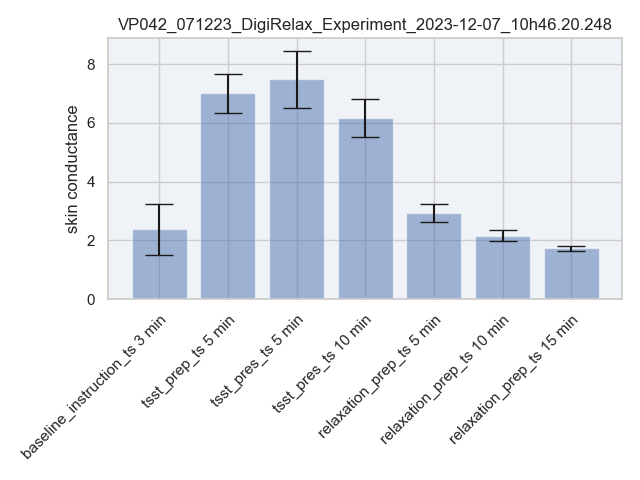 VP042_071223_DigiRelax_Experiment_2023-12-07_10h46.20.248
8
6
4
2
0
skin conductance
baseline_instruction_ts 3 min
tsst_prep_ts 5 min
tsst_pres_ts 5 min
tsst_pres_ts 10 min
relaxation_prep_ts 5 min
relaxation_prep_ts 10 min
relaxation_prep_ts 15 min